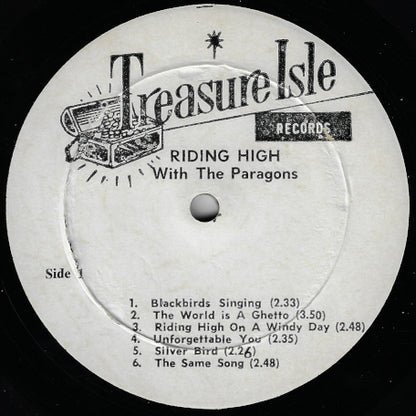 Treasure Isle
RECORDS
RIDING HIGH
With The Paragons
Side 1
1. Blackbirds Singing (2.33)
2. The World is A Ghetto (3.50)
3. Riding High On A Windy Day (2.48)
4. Unforgettable You (2.35)
5. Silver Bird (2.26)
6. The Same Song (2.48)